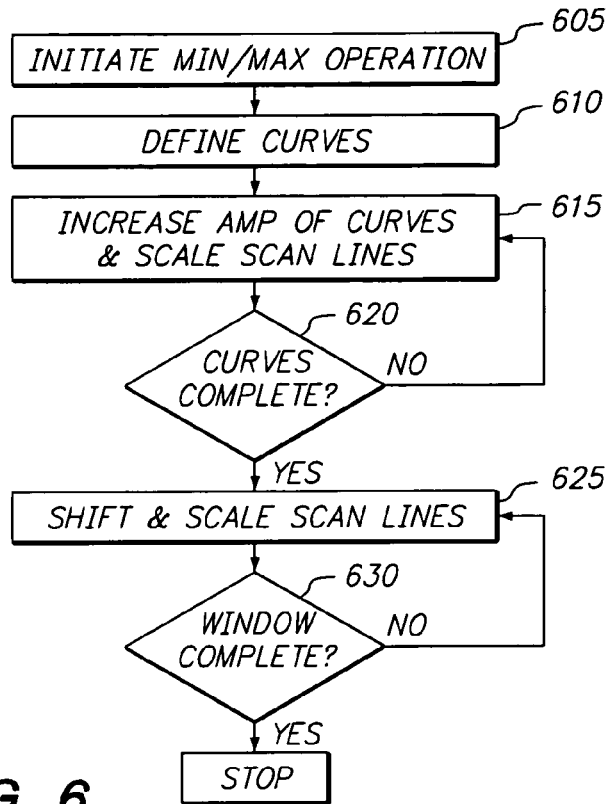 605
INITIATE MIN/MAX OPERATION
610
DEFINE CURVES
615
INCREASE AMP OF CURVES
& SCALE SCAN LINES
620
CURVES
COMPLETE?
NO
YES
625
SHIFT & SCALE SCAN LINES
630
WINDOW
COMPLETE?
NO
YES
STOP
G. 6